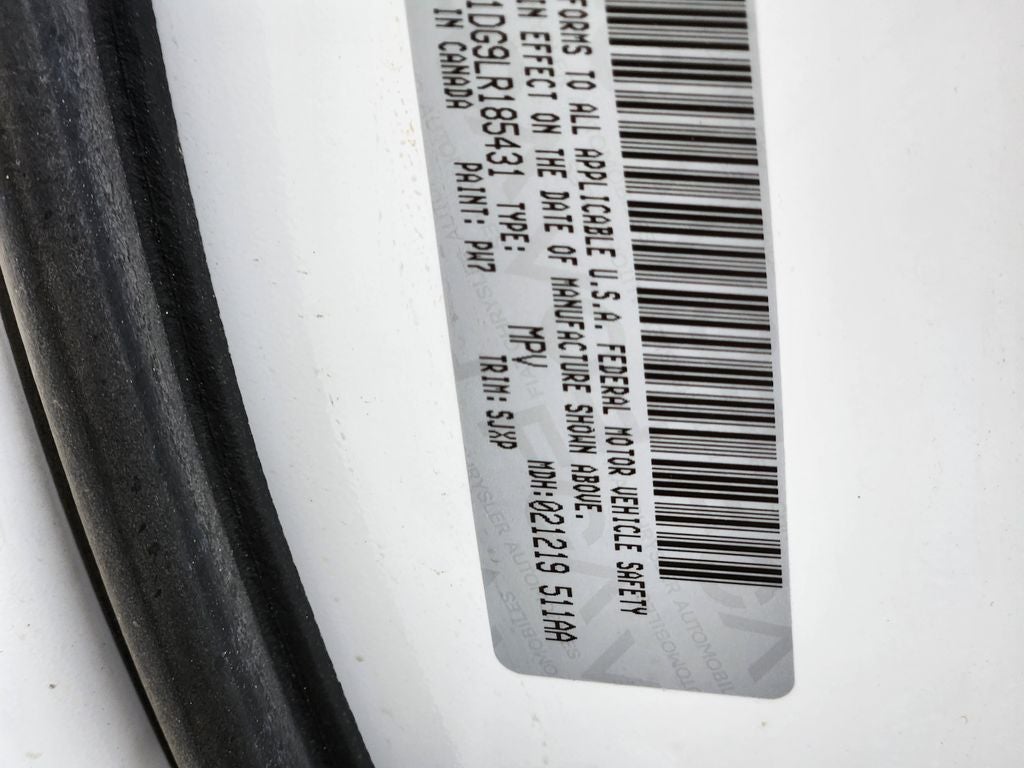 FORMS TO ALL APPLICABLE U.S.A. FEDERAL MOTOR VEHICLE SAFETY
IN EFFECT ON THE DATE OF MANUFACTURE SHOWN ABOVE.
1DG9LR185431 TYPE: MPV MDH:021219 511AA
IN CANADA PAINT: PW7 TRIM: SJXP